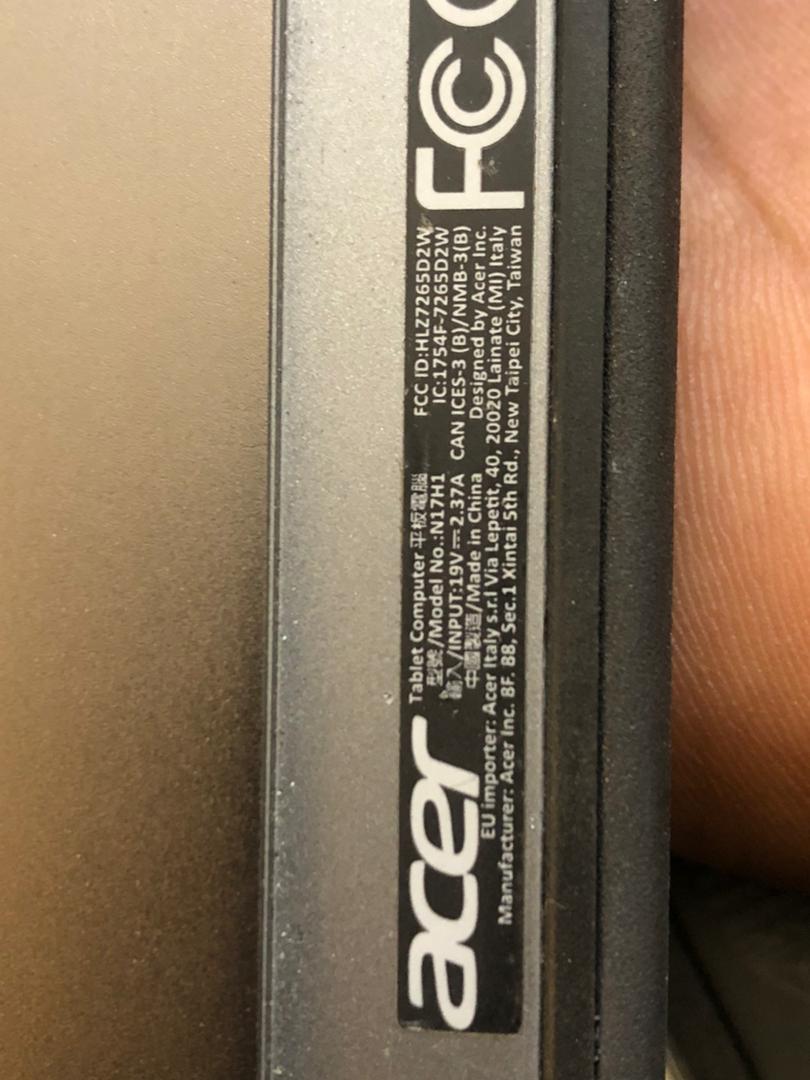 acer
Tablet Computer 平板電腦
型號/Model No.:N17H1
輸入/INPUT:19V⎓2.37A
中國製造/Made in China
FCC ID:HLZ7265D2W
IC:1754F-7265D2W
CAN ICES-3 (B)/NMB-3(B)
Designed by Acer Inc.
EU importer: Acer Italy s.r.l Via Lepetit, 40, 20020 Lainate (MI) Italy
Manufacturer: Acer Inc. 8F. 88, Sec.1 Xintai 5th Rd., New Taipei City, Taiwan
FC